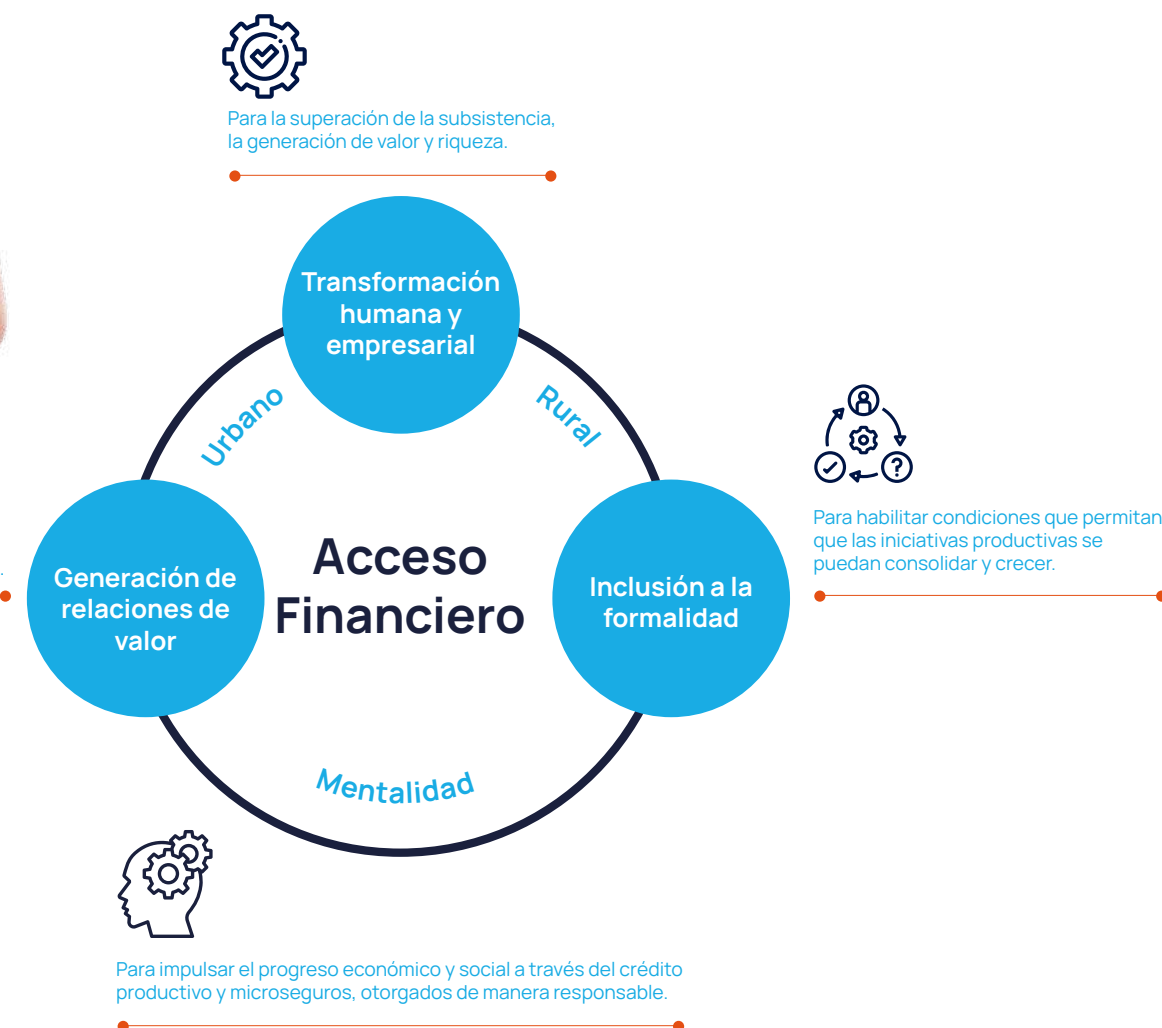 Para la superación de la subsistencia,
la generación de valor y riqueza.
Transformación
humana y
empresarial
Urbano
Rural
Para habilitar condiciones que permitan
que las iniciativas productivas se
puedan consolidar y crecer.
Generación de
relaciones de
valor
Acceso
Financiero
Inclusión a la
formalidad
Mentalidad
Para impulsar el progreso económico y social a través del crédito
productivo y microseguros, otorgados de manera responsable.